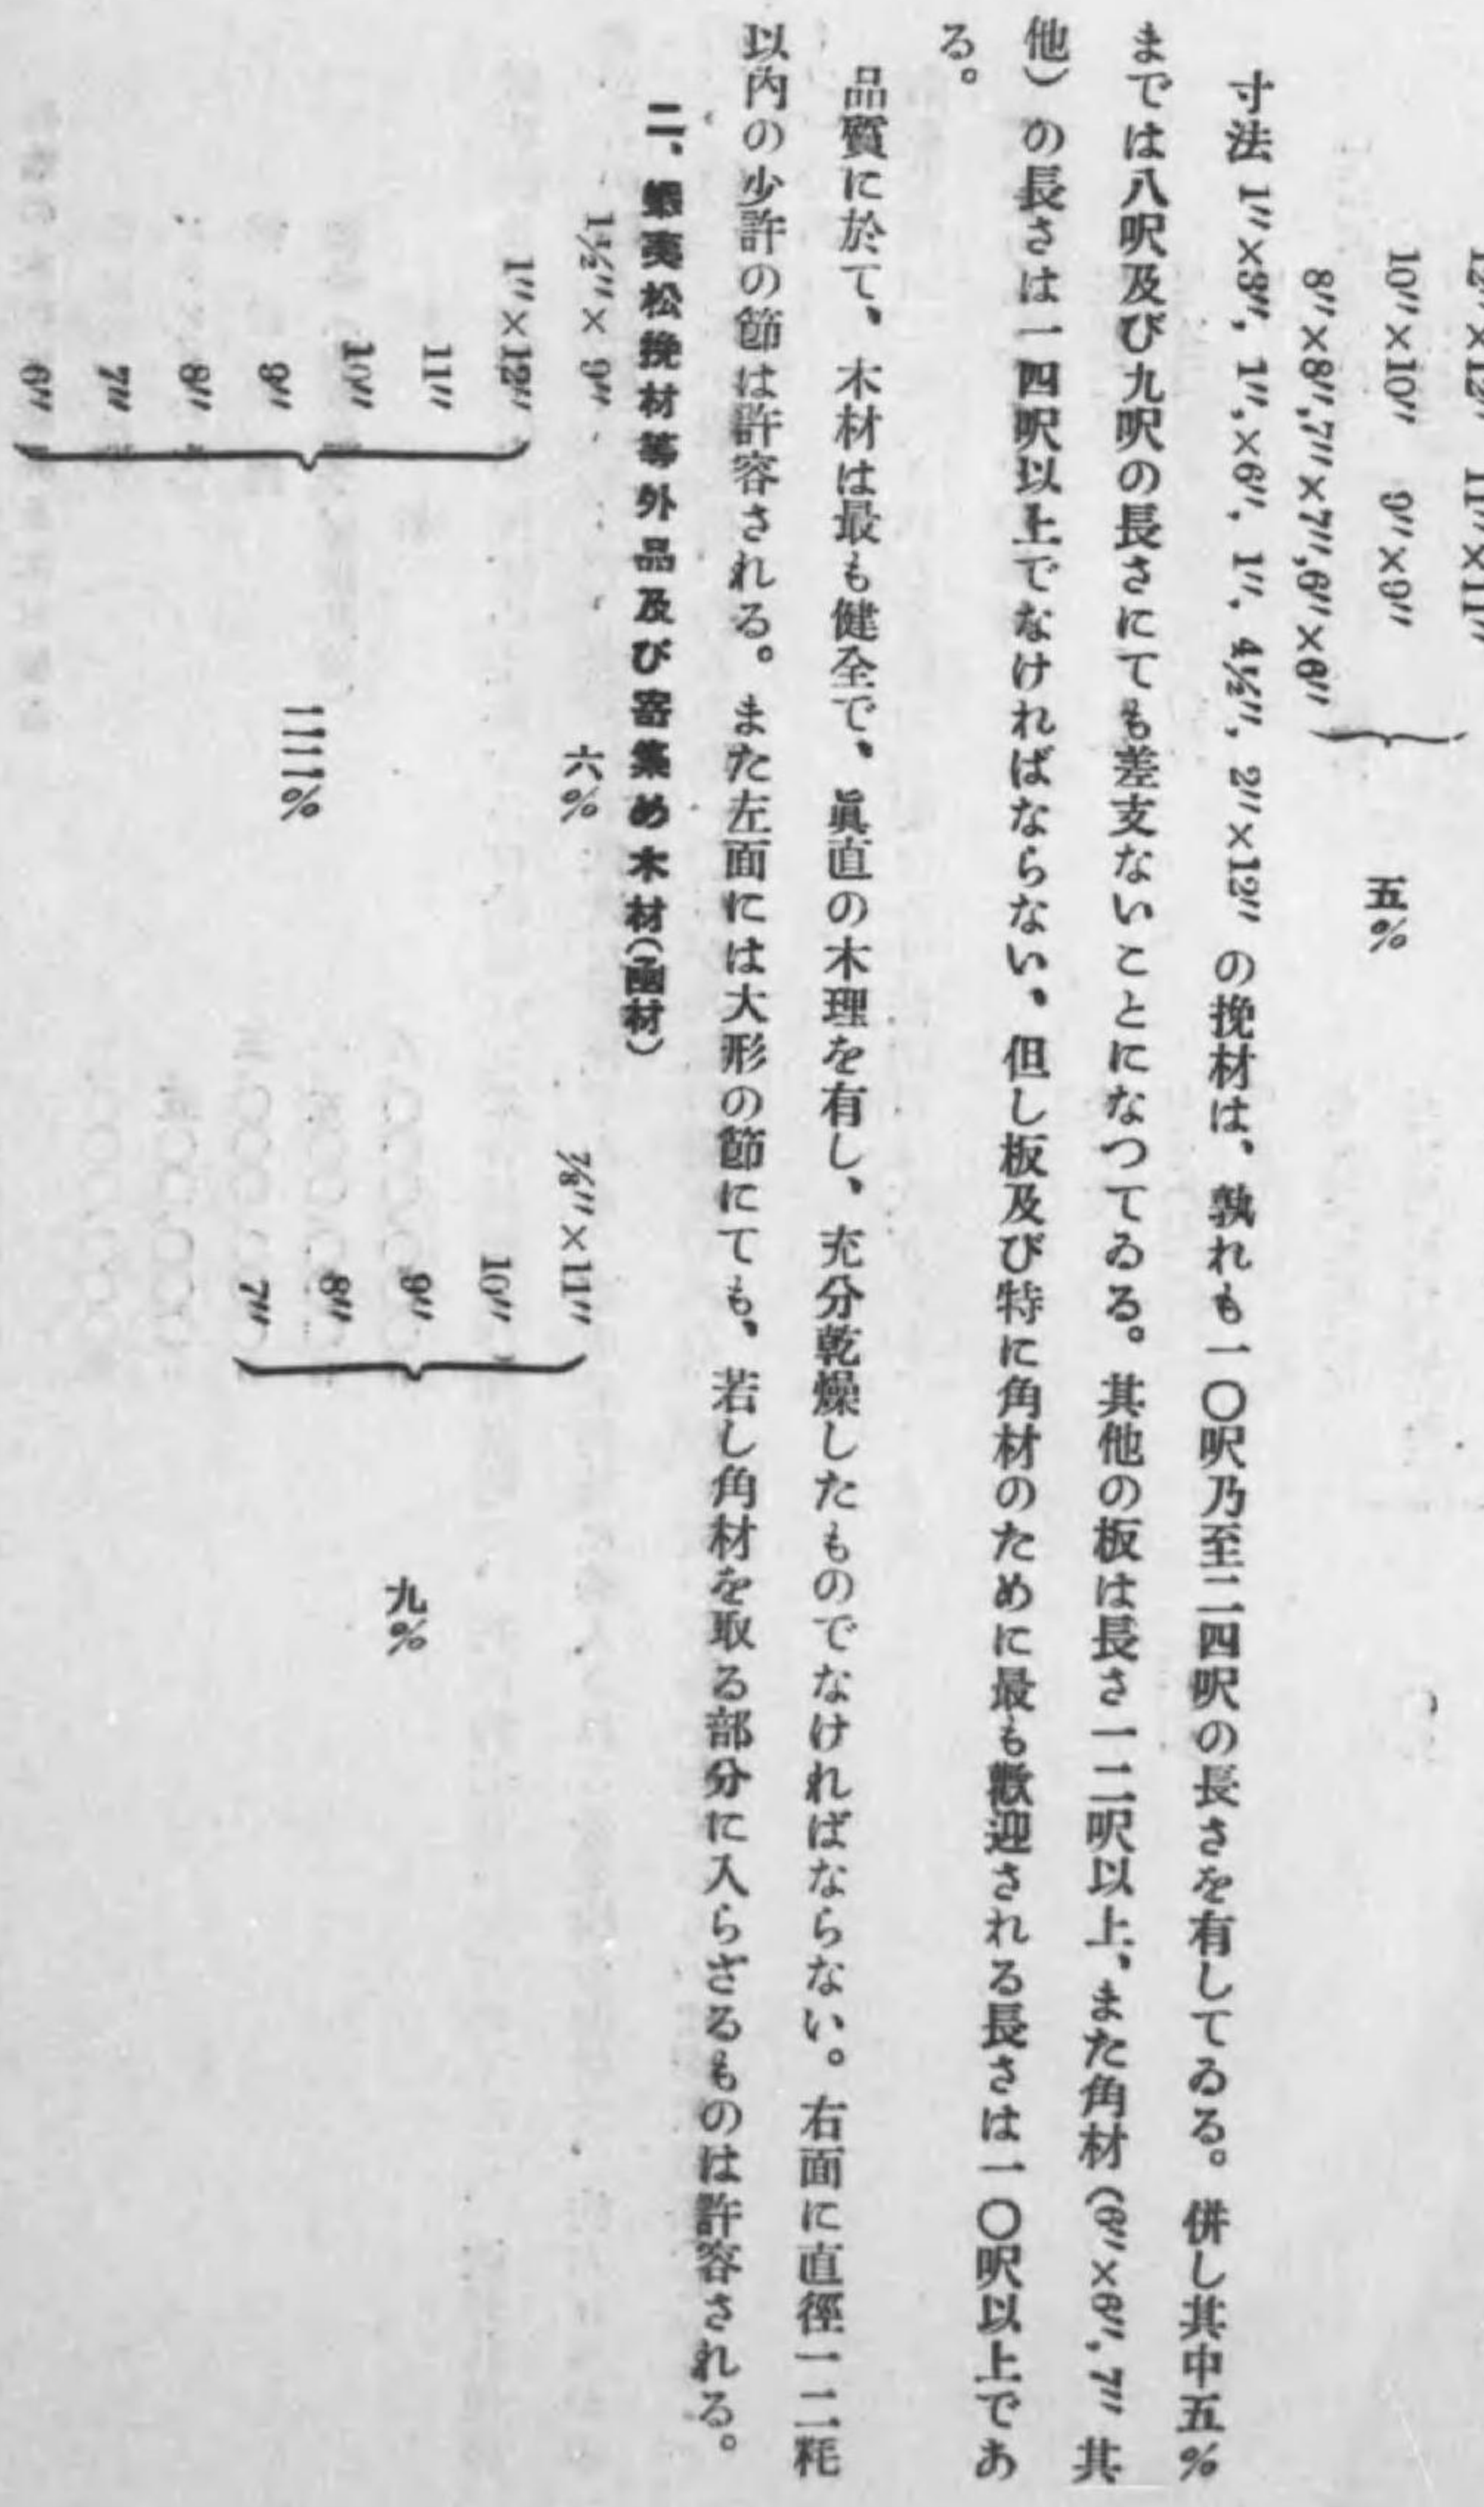 12″×12″　11″×11″
10″×10″　9″×9″
8″×8″,7″×7″,6″×6″
五%
寸法 1″×3″, 1″,×6″, 1″, 4½″, 2″×12″ の挽材は、孰れも一〇呎乃至二四呎の長さを有してゐる。併し其中五%
までは八呎及び九呎の長さにても差支ないことになつてゐる。其他の板は長さ一二呎以上、また角材(6″×6″, 7″ 其
他)の長さは一四呎以上でなければならない、但し板及び特に角材のために最も歡迎される長さは一〇呎以上であ
る。
品質に於て、木材は最も健全で、眞直の木理を有し、充分乾燥したものでなければならない。右面に直徑一二粍
以内の少許の節は許容される。また左面には大形の節にても、若し角材を取る部分に入らざるものは許容される。
二、蝦夷松挽材等外品及び寄集め木材(函材)
1½″× 9″　六%
1″×12″
11″
10″
9″
8″
7″
6″
⅞″×11″
10″
9″
8″
7″
九%